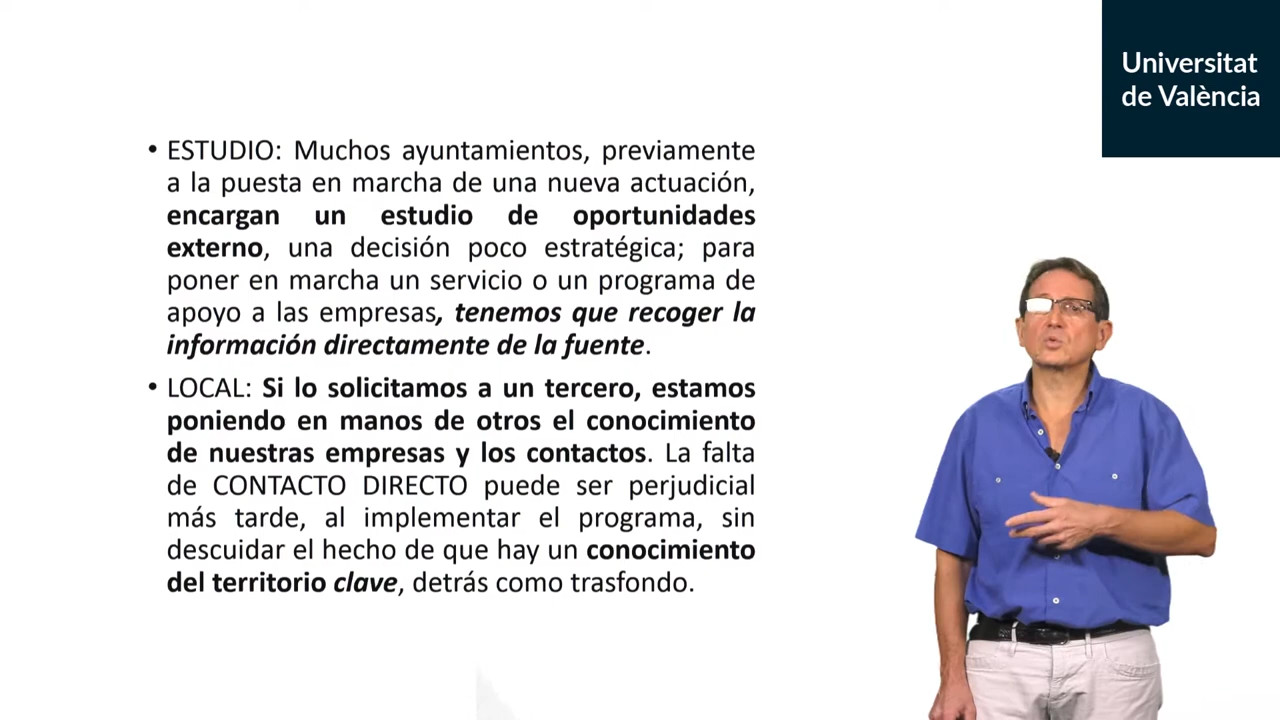 Universitat
de València
• ESTUDIO: Muchos ayuntamientos, previamente
a la puesta en marcha de una nueva actuación,
encargan un estudio de oportunidades
externo, una decisión poco estratégica; para
poner en marcha un servicio o un programa de
apoyo a las empresas, tenemos que recoger la
información directamente de la fuente.
• LOCAL: Si lo solicitamos a un tercero, estamos
poniendo en manos de otros el conocimiento
de nuestras empresas y los contactos. La falta
de CONTACTO DIRECTO puede ser perjudicial
más tarde, al implementar el programa, sin
descuidar el hecho de que hay un conocimiento
del territorio clave, detrás como trasfondo.